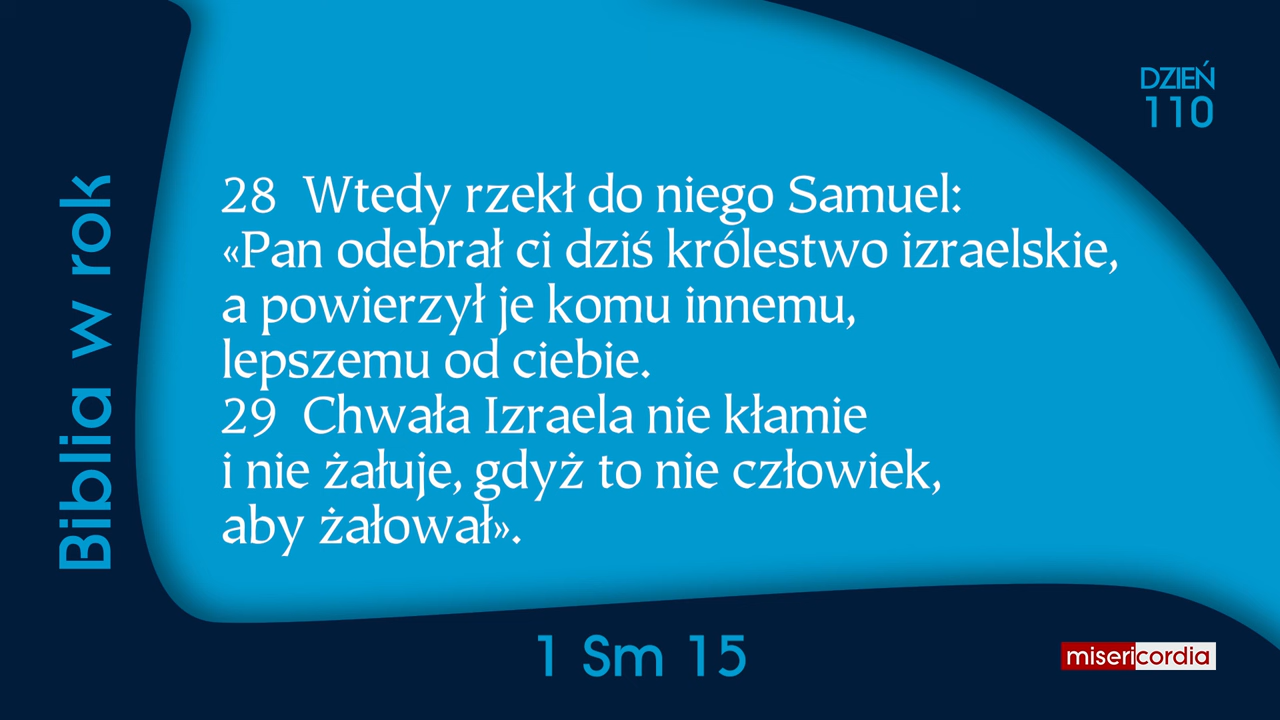 DZIEŃ
110
Biblia w rok
28 Wtedy rzekł do niego Samuel:
«Pan odebrał ci dziś królestwo izraelskie,
a powierzył je komu innemu,
lepszemu od ciebie.
29 Chwała Izraela nie kłamie
i nie żałuje, gdyż to nie człowiek,
aby żałował».
1 Sm 15
misericordia